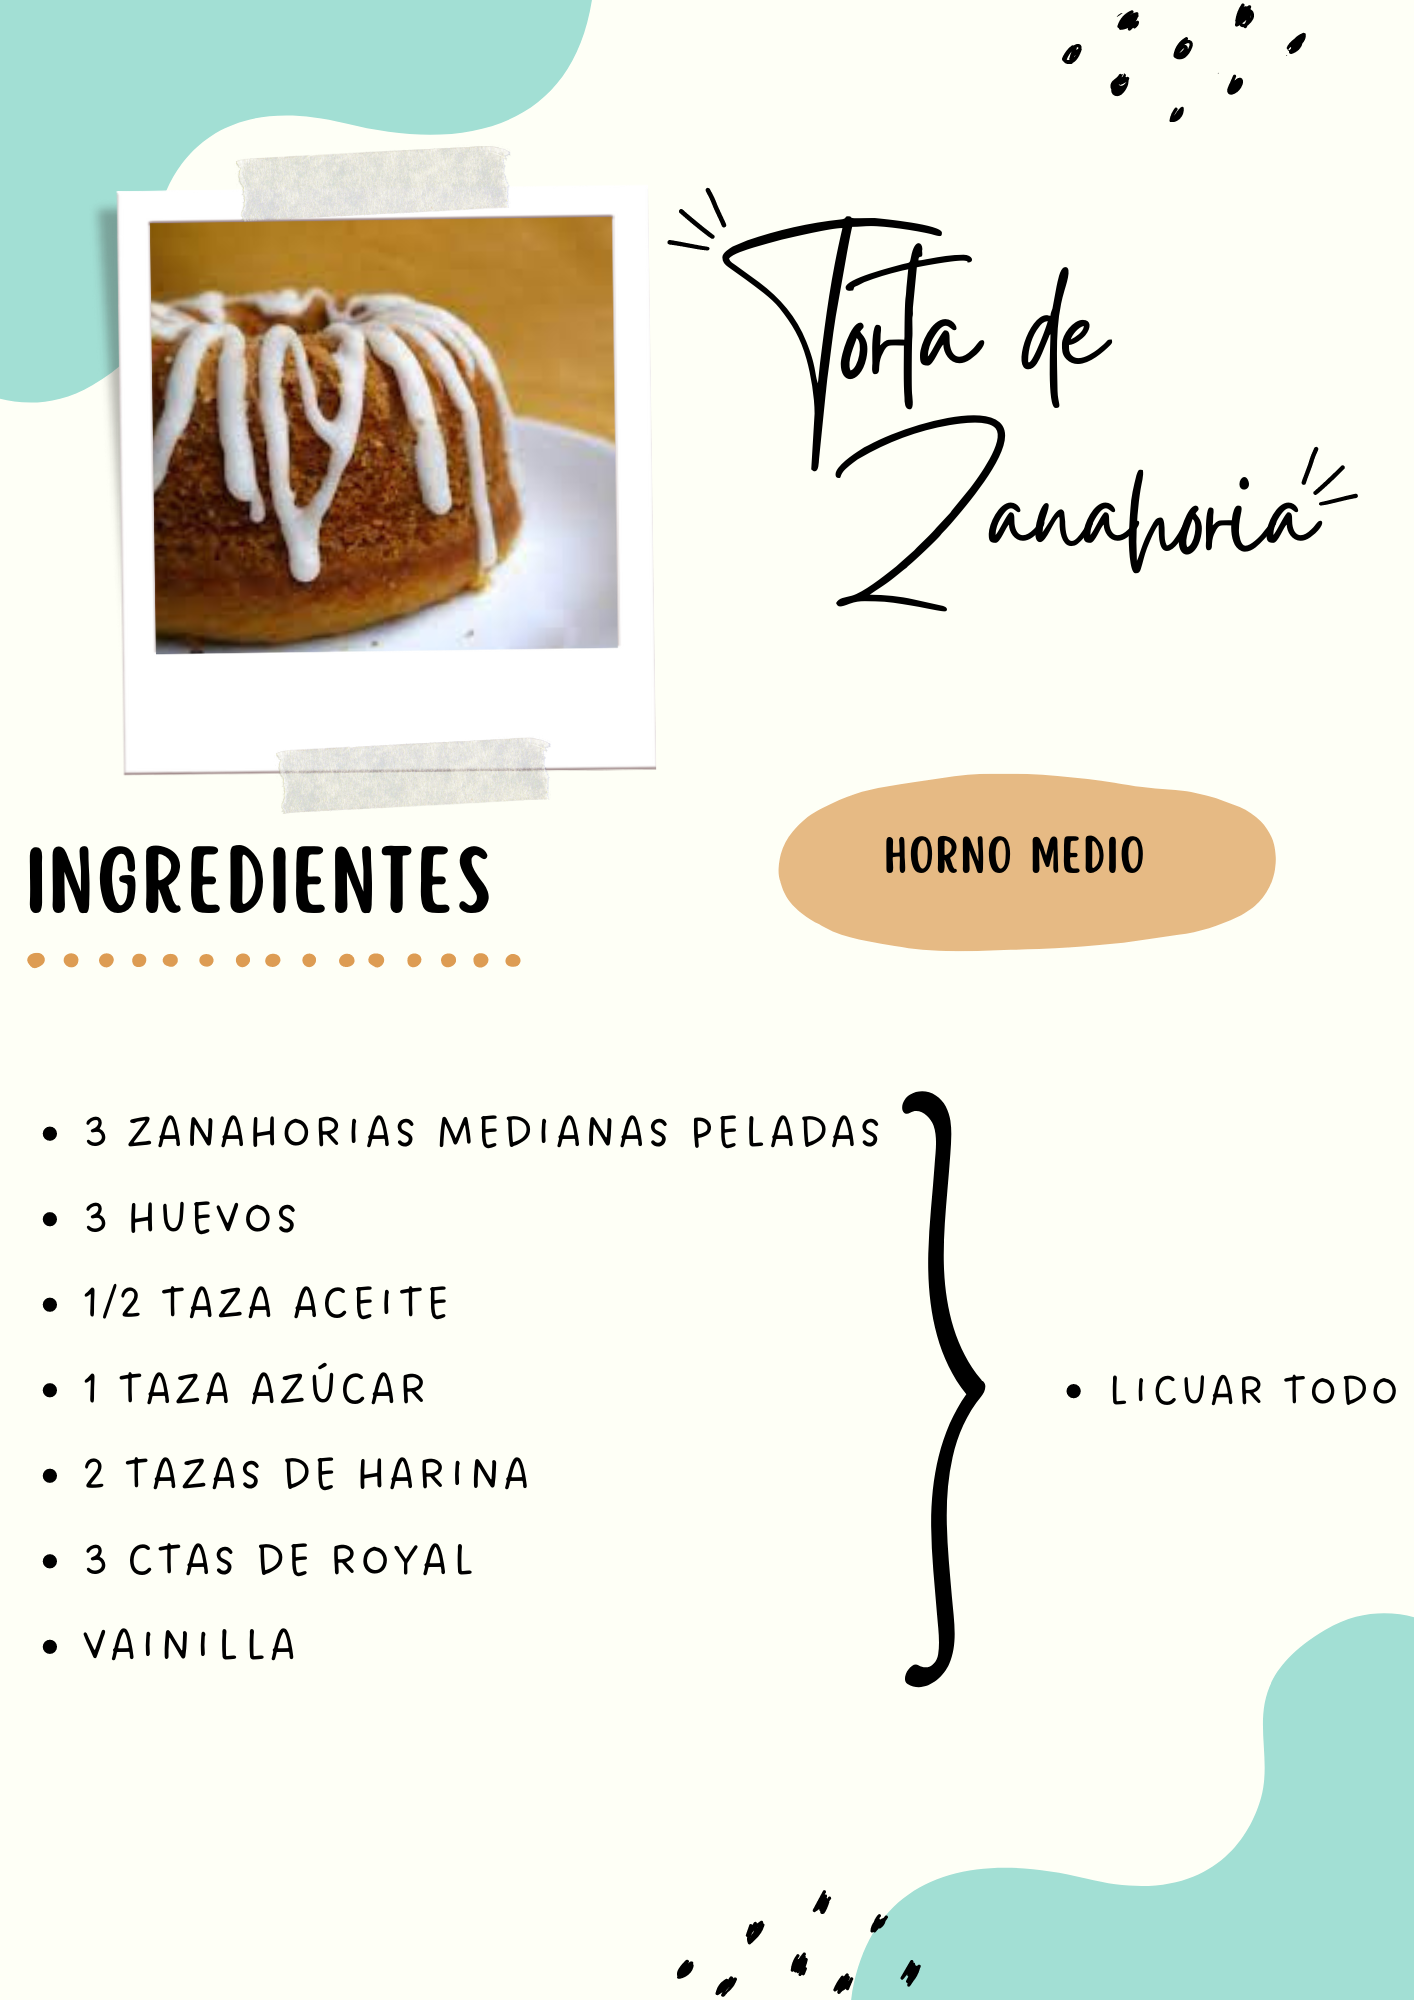 Torta de
Zanahoria
INGREDIENTES
HORNO MEDIO
3 ZANAHORIAS MEDIANAS PELADAS
3 HUEVOS
1/2 TAZA ACEITE
1 TAZA AZÚCAR
2 TAZAS DE HARINA
3 CTAS DE ROYAL
VAINILLA
LICUAR TODO